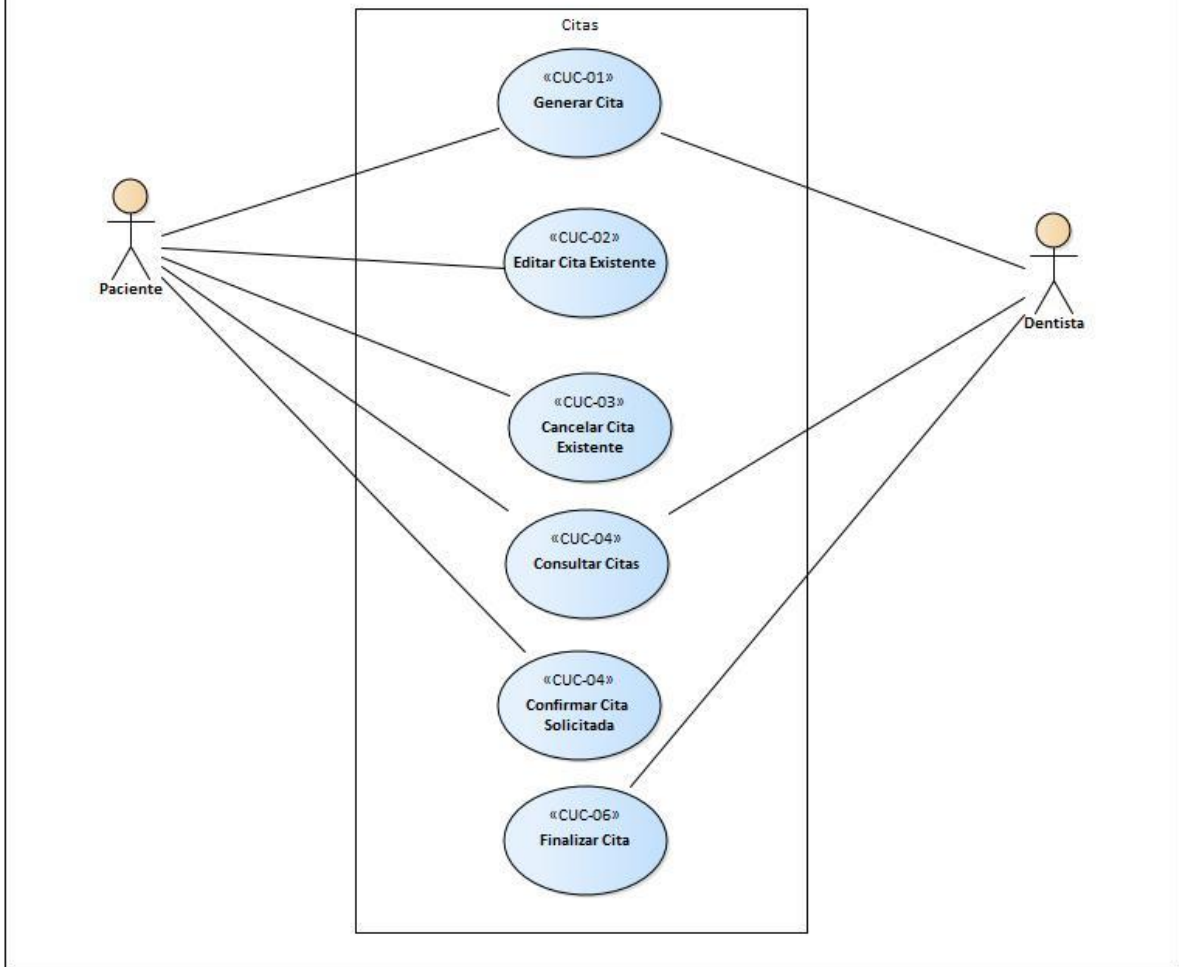 Citas
«CUC-01»
Generar Cita
«CUC-02»
Editar Cita Existente
Paciente
Dentista
«CUC-03»
Cancelar Cita
Existente
«CUC-04»
Consultar Citas
«CUC-04»
Confirmar Cita
Solicitada
«CUC-06»
Finalizar Cita